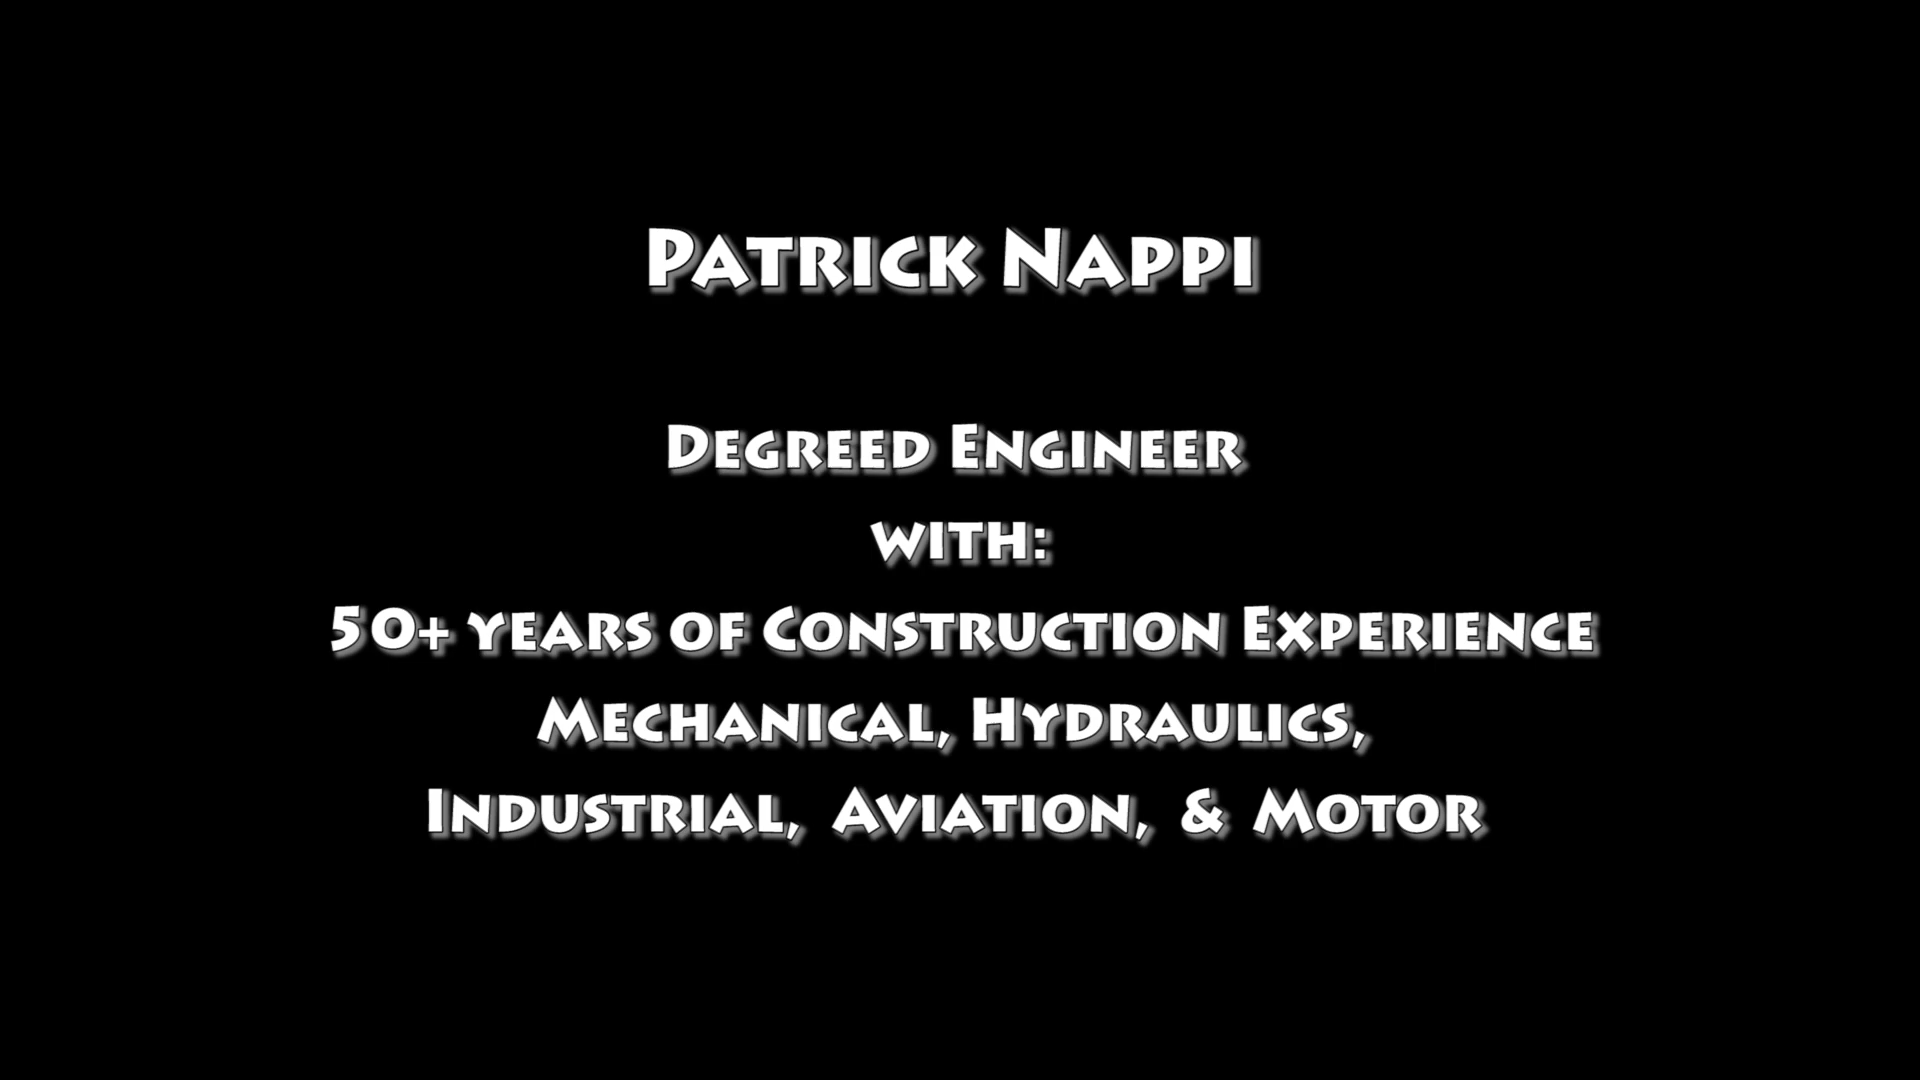 Patrick Nappi
Degreed Engineer
with:
50+ years of Construction Experience
Mechanical, Hydraulics,
Industrial, Aviation, & Motor